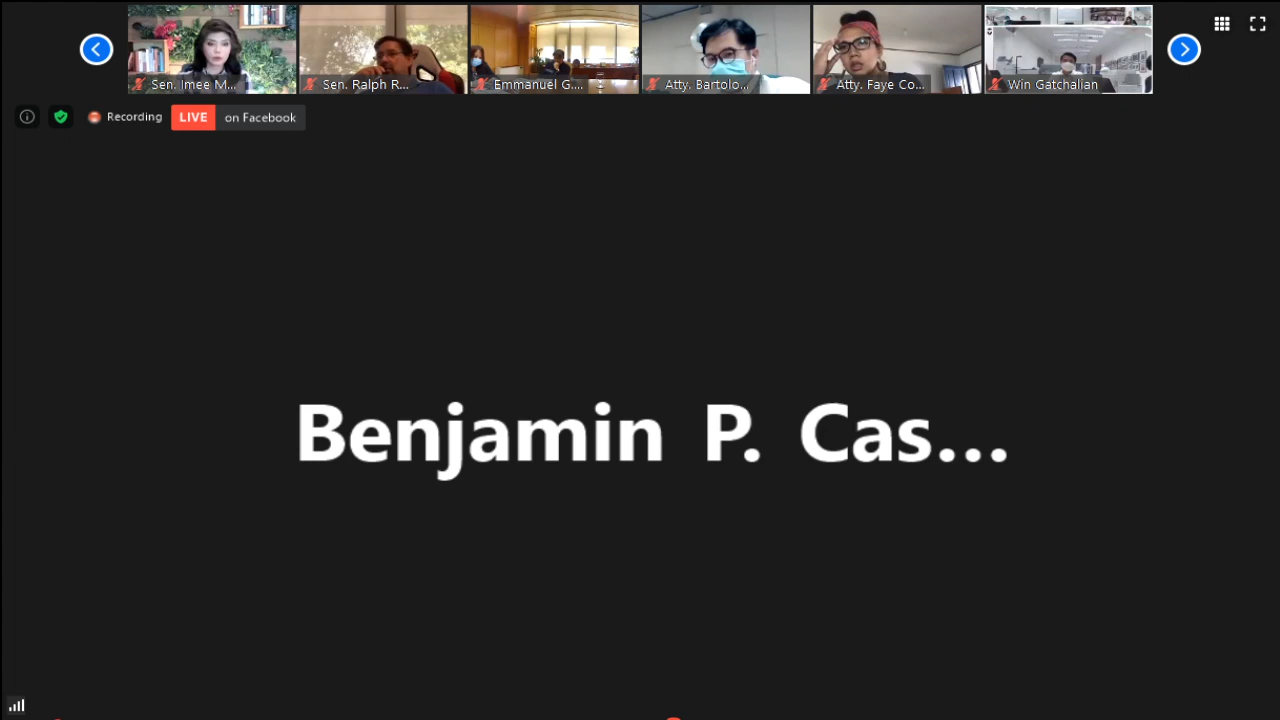 Sen. Imee M...
Sen. Ralph R...
Emmanuel G....
Atty. Bartolo...
Atty. Faye Co...
Win Gatchalian
Recording
LIVE
on Facebook
Benjamin P. Cas...